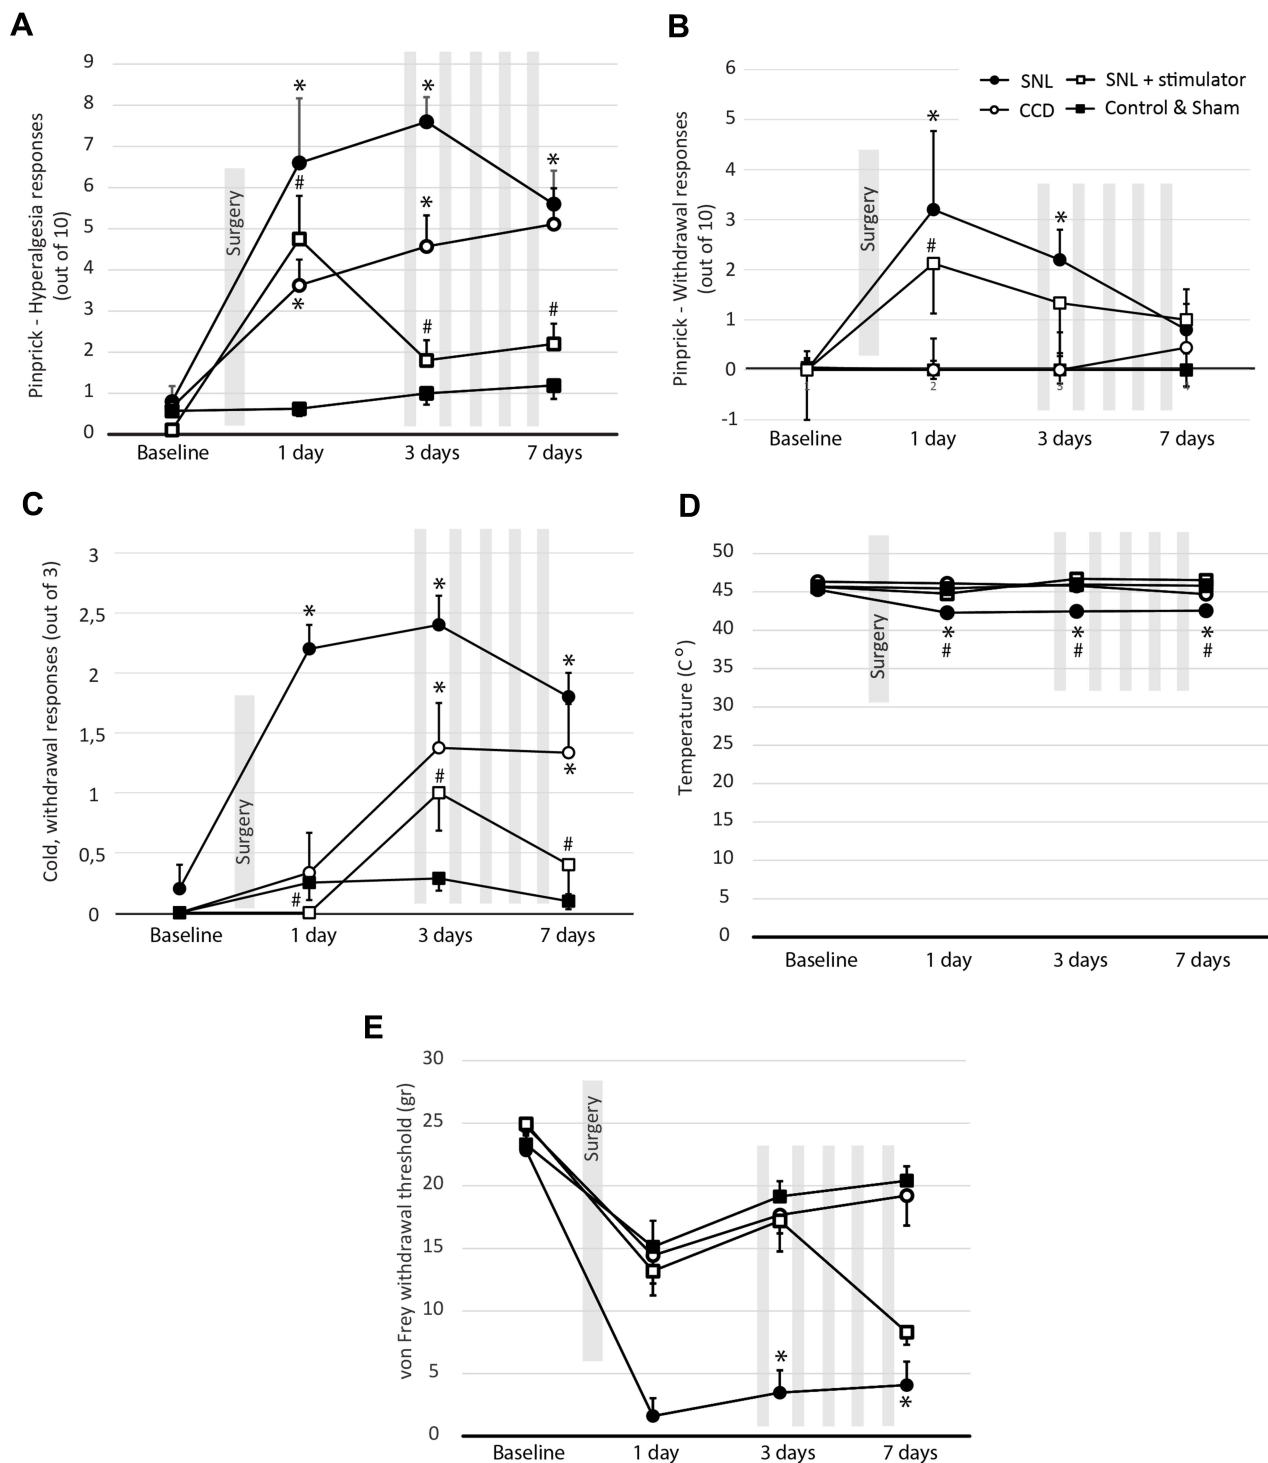 A
9
8
7
6
5
4
3
2
1
0
Pinprick - Hyperalgesia responses
(out of 10)
Surgery
*
*
*
#
*
*
#
#
Baseline
1 day
3 days
7 days
B
6
5
4
3
2
1
0
-1
Pinprick - Withdrawal responses
(out of 10)
SNL
SNL + stimulator
CCD
Control & Sham
Surgery
*
#
*
2
3
Baseline
1 day
3 days
7 days
C
3
2,5
2
1,5
1
0,5
0
Cold, withdrawal responses (out of 3)
Surgery
*
*
*
*
*
#
#
#
Baseline
1 day
3 days
7 days
D
50
45
40
35
30
25
20
15
10
5
0
Temperature (C°)
Surgery
*
#
*
#
*
#
Baseline
1 day
3 days
7 days
E
30
25
20
15
10
5
0
von Frey withdrawal threshold (gr)
Surgery
*
*
Baseline
1 day
3 days
7 days